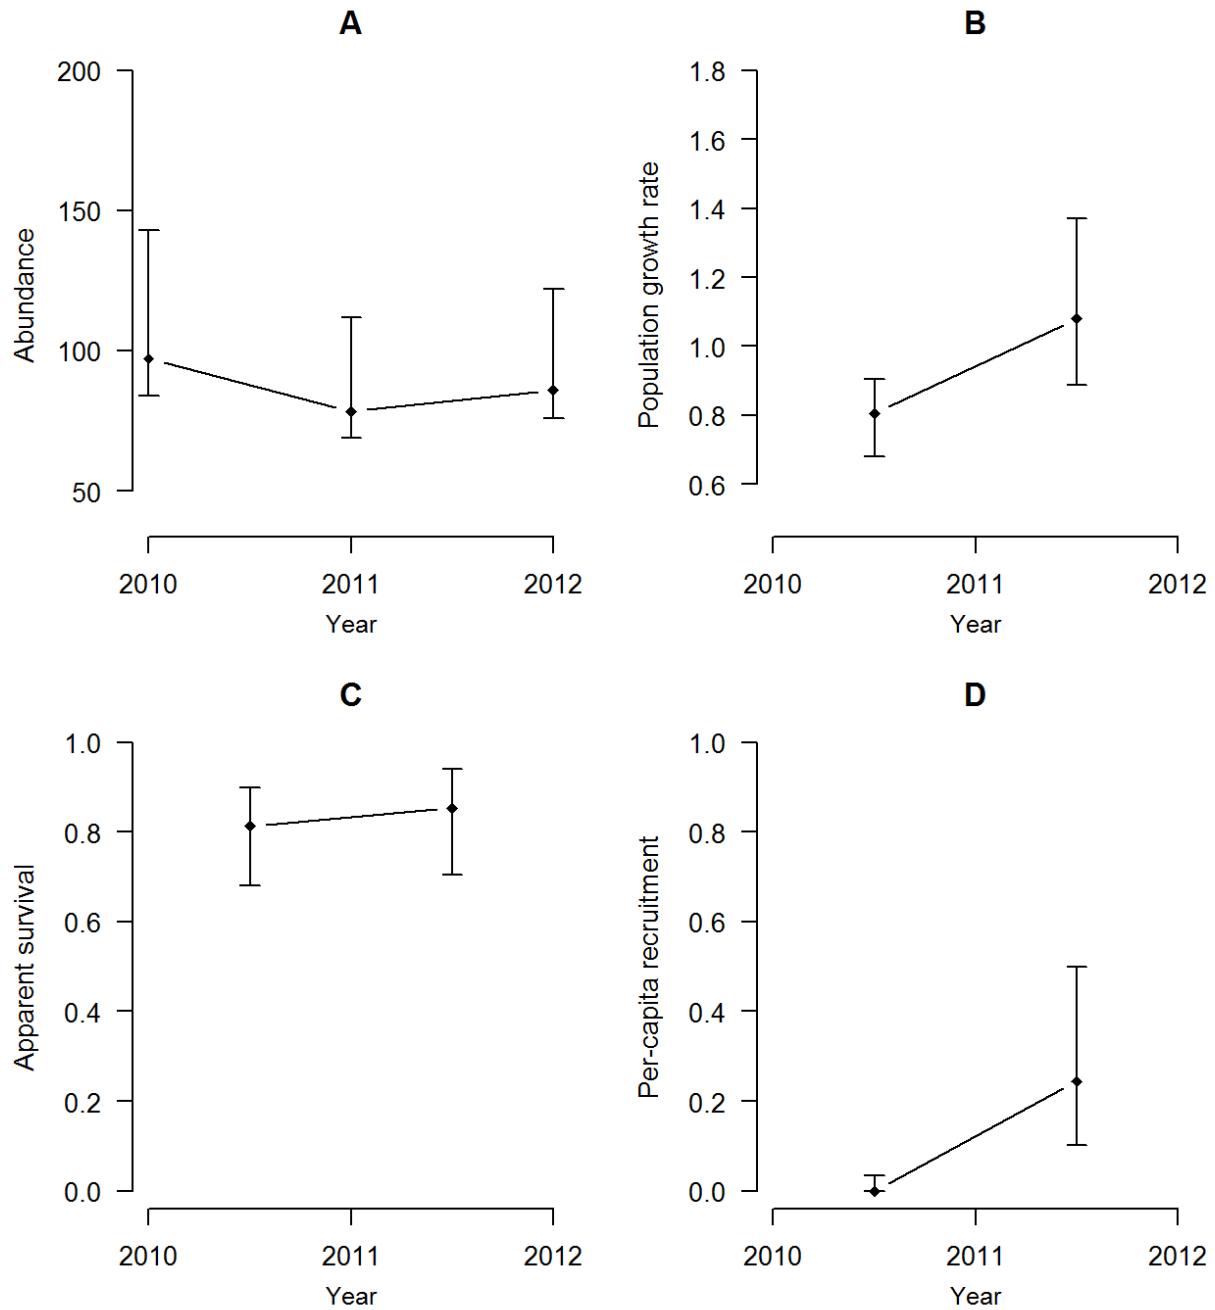 A
200
150
100
50
Abundance
2010 2011 2012
Year
B
1.8
1.6
1.4
1.2
1.0
0.8
0.6
Population growth rate
2010 2011 2012
Year
C
1.0
0.8
0.6
0.4
0.2
0.0
Apparent survival
2010 2011 2012
Year
D
1.0
0.8
0.6
0.4
0.2
0.0
Per-capita recruitment
2010 2011 2012
Year